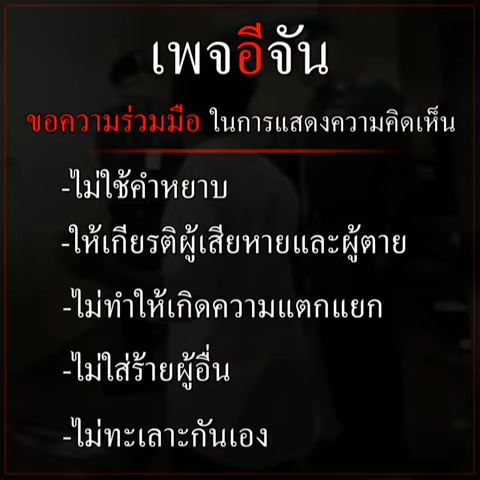 เพจอีจัน
ขอความร่วมมือ ในการแสดงความคิดเห็น
-ไม่ใช้คำหยาบ
-ให้เกียรติผู้เสียหายและผู้ตาย
-ไม่ทำให้เกิดความแตกแยก
-ไม่ใส่ร้ายผู้อื่น
-ไม่ทะเลาะกันเอง